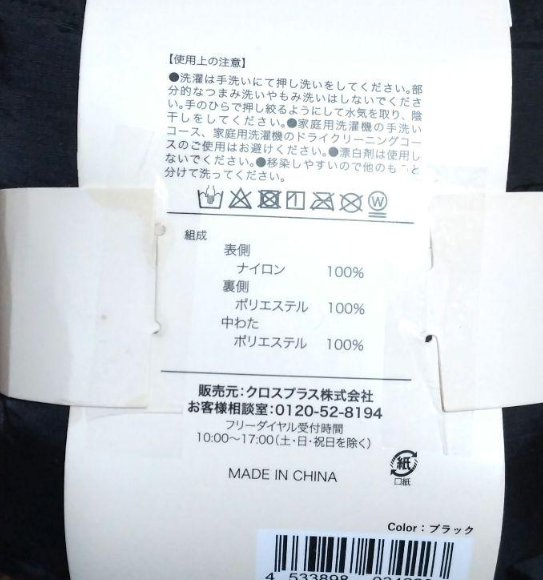 【使用上の注意】
●洗濯は手洗いにて押し洗いをしてください。部
分的なつまみ洗いやもみ洗いはしないでくださ
い。手のひらで押し絞るようにして水気を取り、陰
干しをしてください。●家庭用洗濯機の手洗い
コース、家庭用洗濯機のドライクリーニングコー
スのご使用はお避けください。●漂白剤は使用し
ないでください。●移染しやすいので他のものと
分けて洗ってください。
W
組成
表側
ナイロン 100%
裏側
ポリエステル 100%
中わた
ポリエステル 100%
販売元:クロスプラス株式会社
お客様相談室:0120-52-8194
フリーダイヤル受付時間
10:00〜17:00(土・日・祝日を除く)
紙
口紙
MADE IN CHINA
Color:ブラック
4 533898